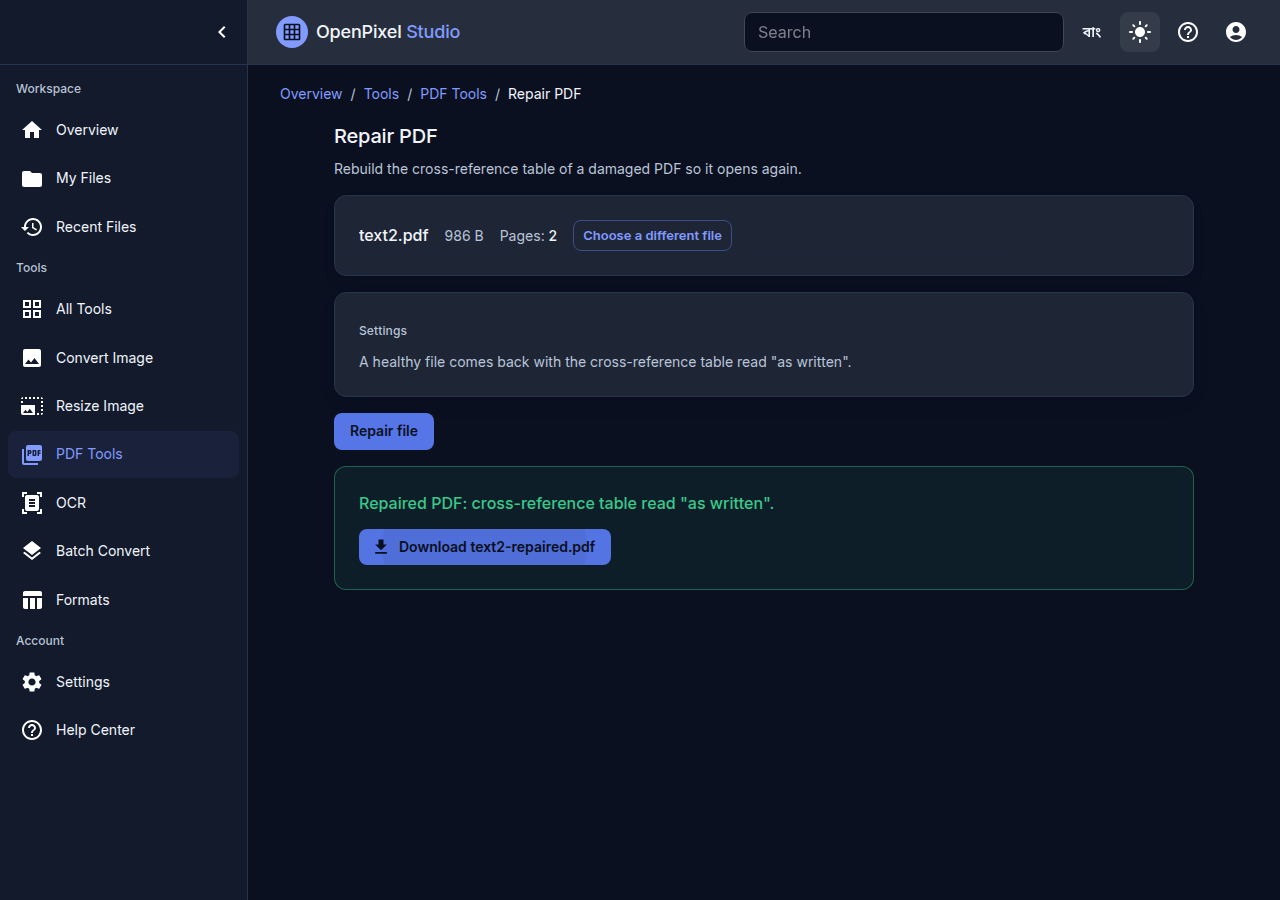 OpenPixel Studio
Search
বাং
Workspace
Overview
My Files
Recent Files
Tools
All Tools
Convert Image
Resize Image
PDF
PDF Tools
OCR
Batch Convert
Formats
Account
Settings
Help Center
Overview / Tools / PDF Tools / Repair PDF
Repair PDF
Rebuild the cross-reference table of a damaged PDF so it opens again.
text2.pdf 986 B Pages: 2 Choose a different file
Settings
A healthy file comes back with the cross-reference table read "as written".
Repair file
Repaired PDF: cross-reference table read "as written".
Download text2-repaired.pdf